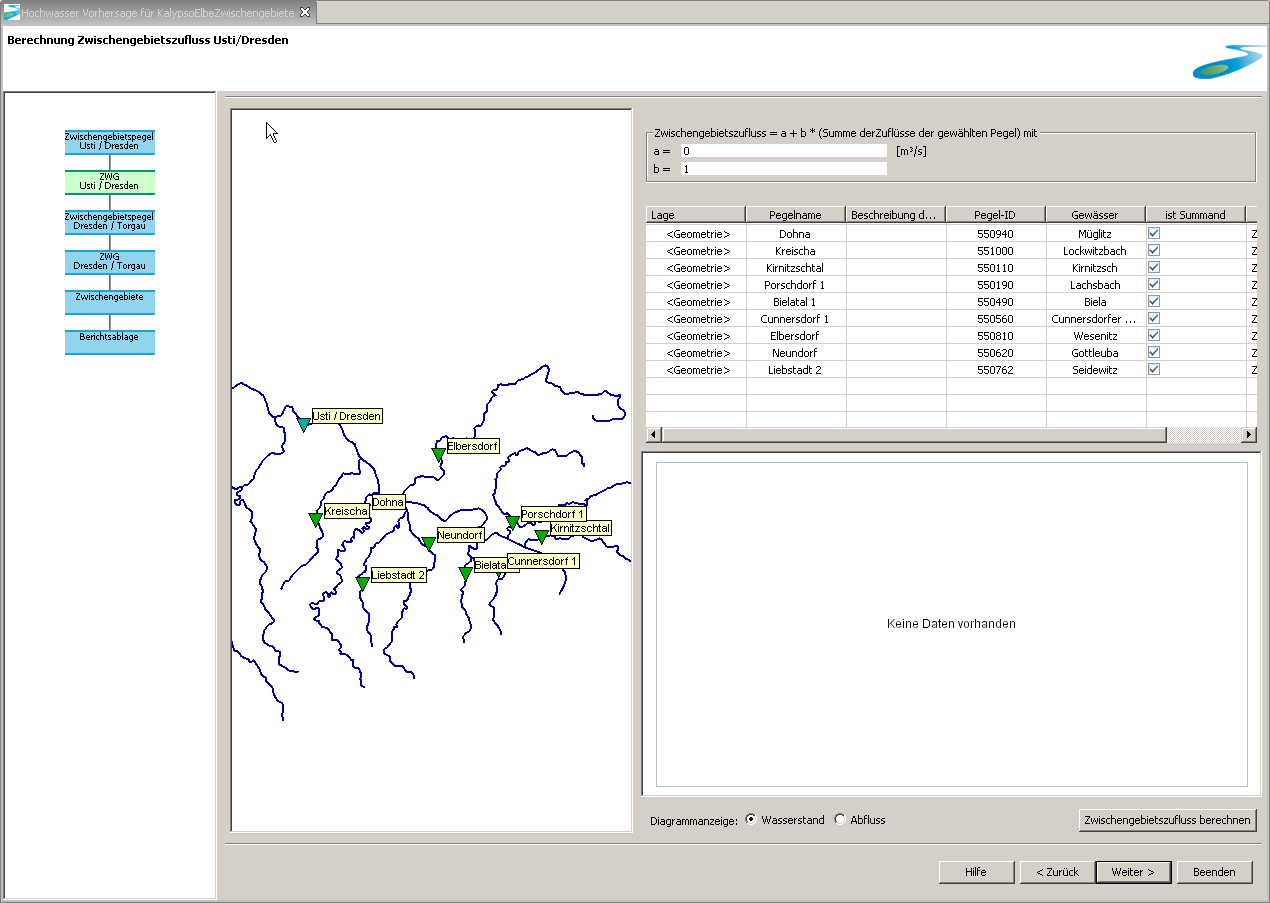 Hochwasser Vorhersage für KalypsoElbeZwischengebiete
Berechnung Zwischengebietszufluss Usti/Dresden
Zwischengebietspegel
Usti / Dresden
ZWG
Usti / Dresden
Zwischengebietspegel
Dresden / Torgau
ZWG
Dresden / Torgau
Zwischengebiete
Berichtsablage
Usti / Dresden
Elbersdorf
Dohna
Kreischa
Porschdorf 1
Kirnitzschtal
Neundorf
Cunnersdorf 1
Bielata
Liebstadt 2
Zwischengebietszufluss = a + b * (Summe derZuflüsse der gewählten Pegel) mit
a = 0 [m³/s]
b = 1
Lage Pegelname Beschreibung d... Pegel-ID Gewässer ist Summand
<Geometrie> Dohna 550940 Müglitz Z
<Geometrie> Kreischa 551000 Lockwitzbach Z
<Geometrie> Kirnitzschtal 550110 Kirnitzsch Z
<Geometrie> Porschdorf 1 550190 Lachsbach Z
<Geometrie> Bielatal 1 550490 Biela Z
<Geometrie> Cunnersdorf 1 550560 Cunnersdorfer ... Z
<Geometrie> Elbersdorf 550810 Wesenitz Z
<Geometrie> Neundorf 550620 Gottleuba Z
<Geometrie> Liebstadt 2 550762 Seidewitz Z
Keine Daten vorhanden
Diagrammanzeige: Wasserstand Abfluss Zwischengebietszufluss berechnen
Hilfe < Zurück Weiter > Beenden